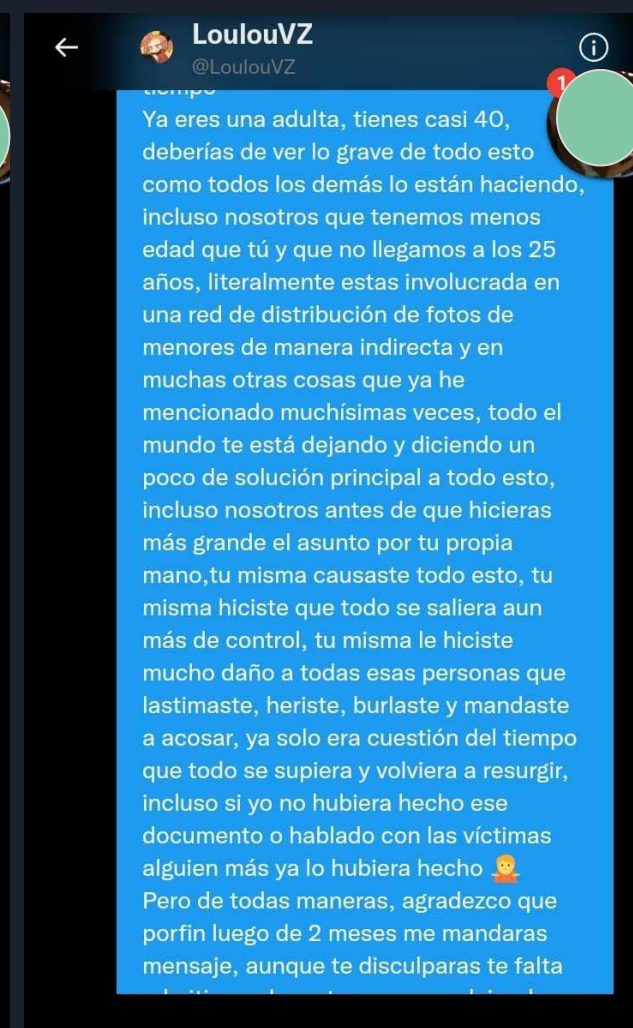 LoulouVZ
@LoulouVZ
1
tiempo
Ya eres una adulta, tienes casi 40,
deberías de ver lo grave de todo esto
como todos los demás lo están haciendo,
incluso nosotros que tenemos menos
edad que tú y que no llegamos a los 25
años, literalmente estas involucrada en
una red de distribución de fotos de
menores de manera indirecta y en
muchas otras cosas que ya he
mencionado muchísimas veces, todo el
mundo te está dejando y diciendo un
poco de solución principal a todo esto,
incluso nosotros antes de que hicieras
más grande el asunto por tu propia
mano,tu misma causaste todo esto, tu
misma hiciste que todo se saliera aun
más de control, tu misma le hiciste
mucho daño a todas esas personas que
lastimaste, heriste, burlaste y mandaste
a acosar, ya solo era cuestión del tiempo
que todo se supiera y volviera a resurgir,
incluso si yo no hubiera hecho ese
documento o hablado con las víctimas
alguien más ya lo hubiera hecho 🤷
Pero de todas maneras, agradezco que
porfin luego de 2 meses me mandaras
mensaje, aunque te disculparas te falta